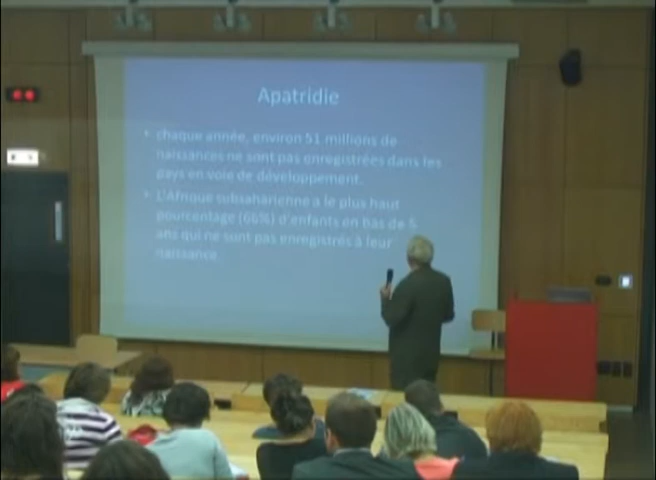 Apatridie
• chaque année, environ 51 millions de
naissances ne sont pas enregistrées dans les
pays en voie de développement.
• L'Afrique subsaharienne a le plus haut
pourcentage (66%) d'enfants en bas de 5
ans qui ne sont pas enregistrés à leur
naissance